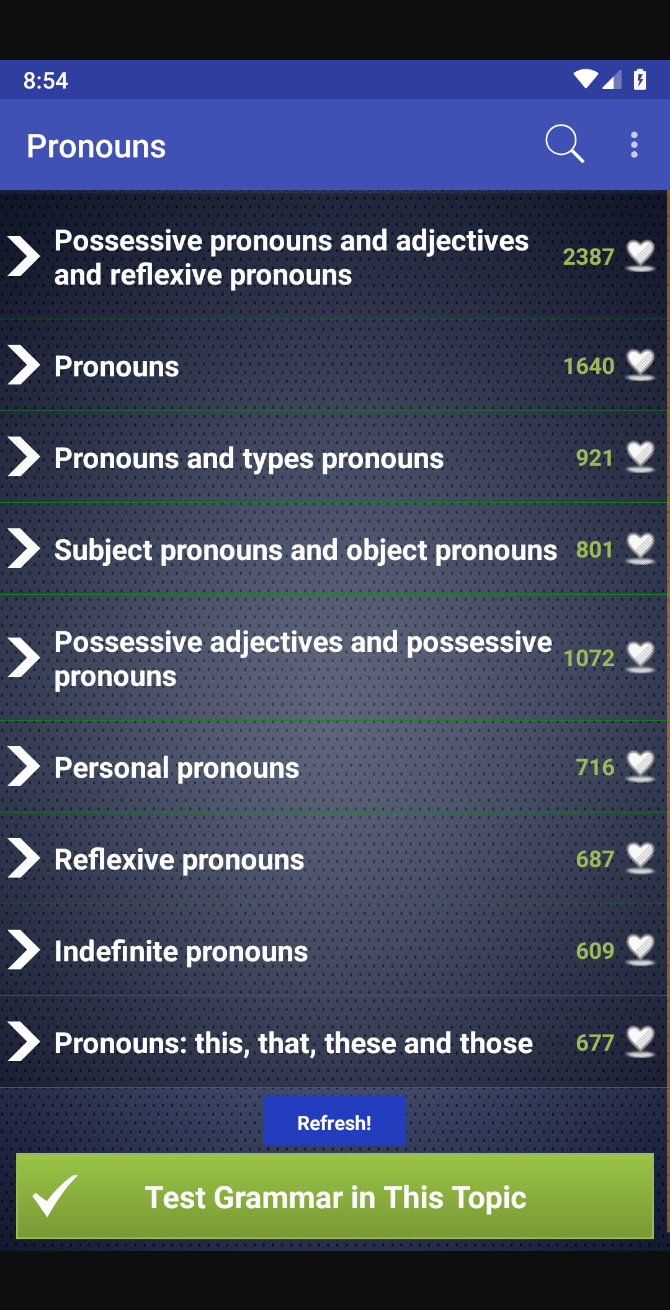 8:54
Pronouns
Possessive pronouns and adjectives
and reflexive pronouns
2387
Pronouns
1640
Pronouns and types pronouns
921
Subject pronouns and object pronouns
801
Possessive adjectives and possessive
pronouns
1072
Personal pronouns
716
Reflexive pronouns
687
Indefinite pronouns
609
Pronouns: this, that, these and those
677
Refresh!
Test Grammar in This Topic